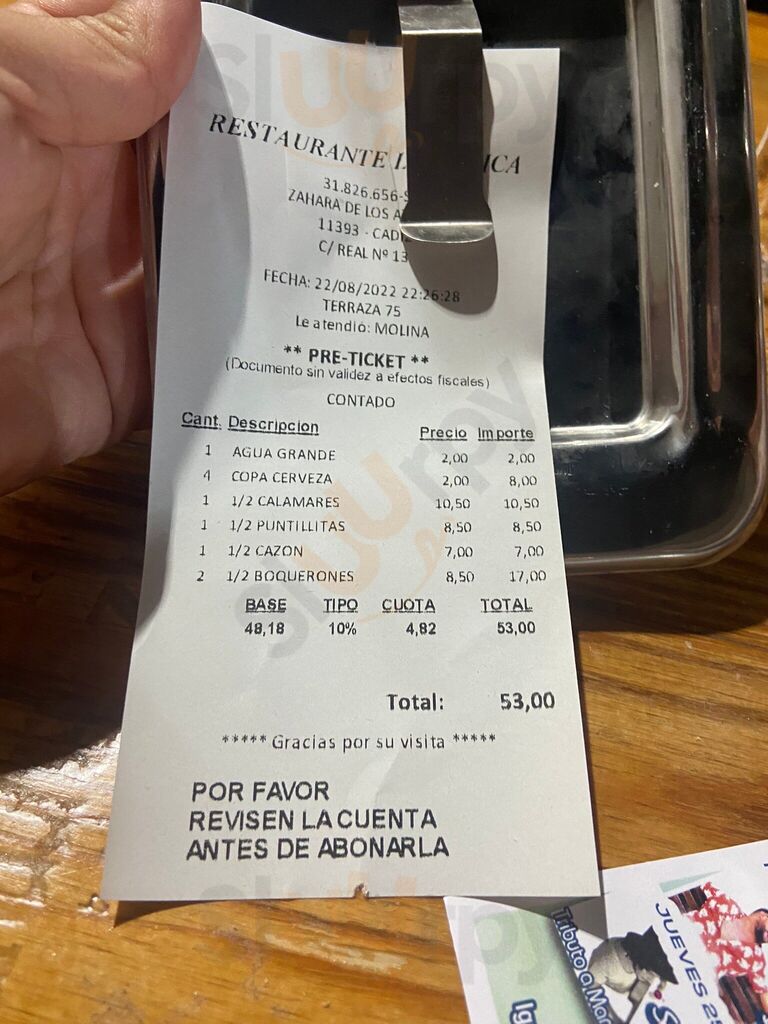 RESTAURANTE
31.826.656-
ZAHARA DE LOS
11393 - CADI
C/ REAL Nº 13
FECHA: 22/08/2022 22:26:28
TERRAZA 75
Le atendio: MOLINA
** PRE-TICKET **
(Documento sin validez a efectos fiscales)
CONTADO
Cant. Descripcion Precio Importe
1 AGUA GRANDE 2,00 2,00
4 COPA CERVEZA 2,00 8,00
1 1/2 CALAMARES 10,50 10,50
1 1/2 PUNTILLITAS 8,50 8,50
1 1/2 CAZON 7,00 7,00
2 1/2 BOQUERONES 8,50 17,00
BASE TIPO CUOTA TOTAL
48,18 10% 4,82 53,00
Total: 53,00
***** Gracias por su visita *****
POR FAVOR
REVISEN LA CUENTA
ANTES DE ABONARLA
JUEVES 25
Tributo a
sluurpy